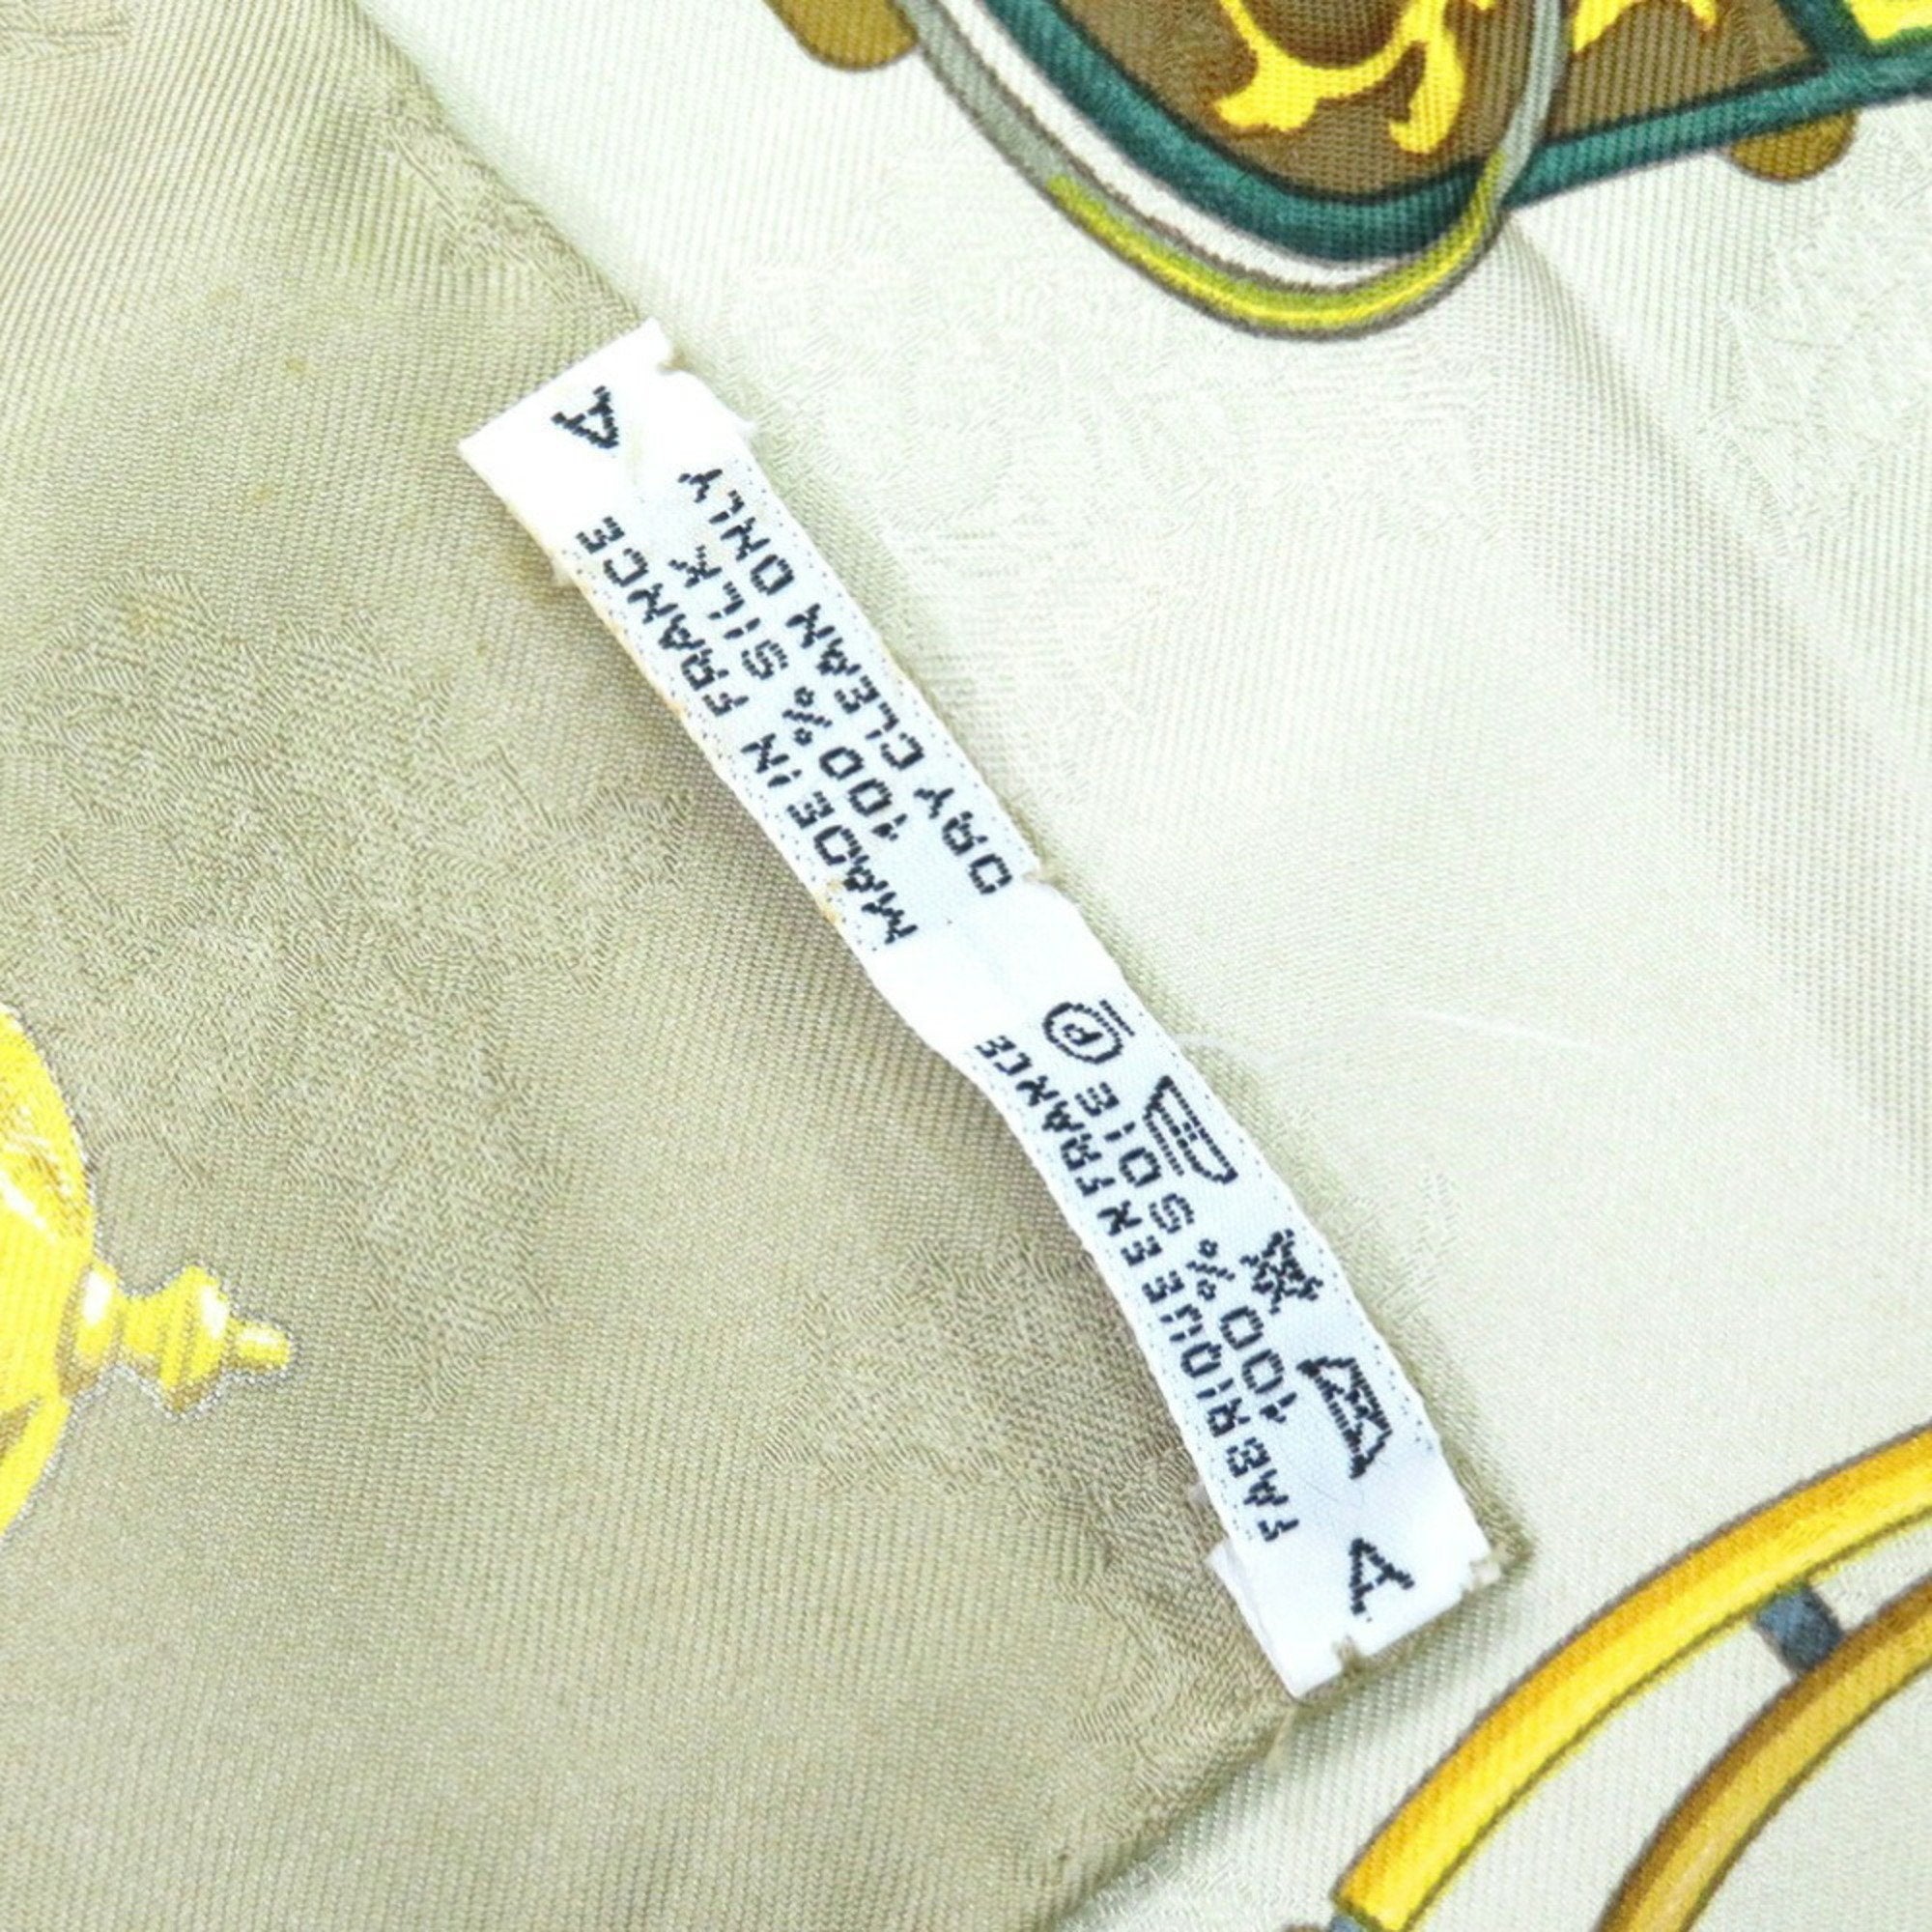 A
MADE IN FRANCE
100% SILK
DRY CLEAN ONLY
FABRIQUE EN FRANCE
100% SOIE
P
A